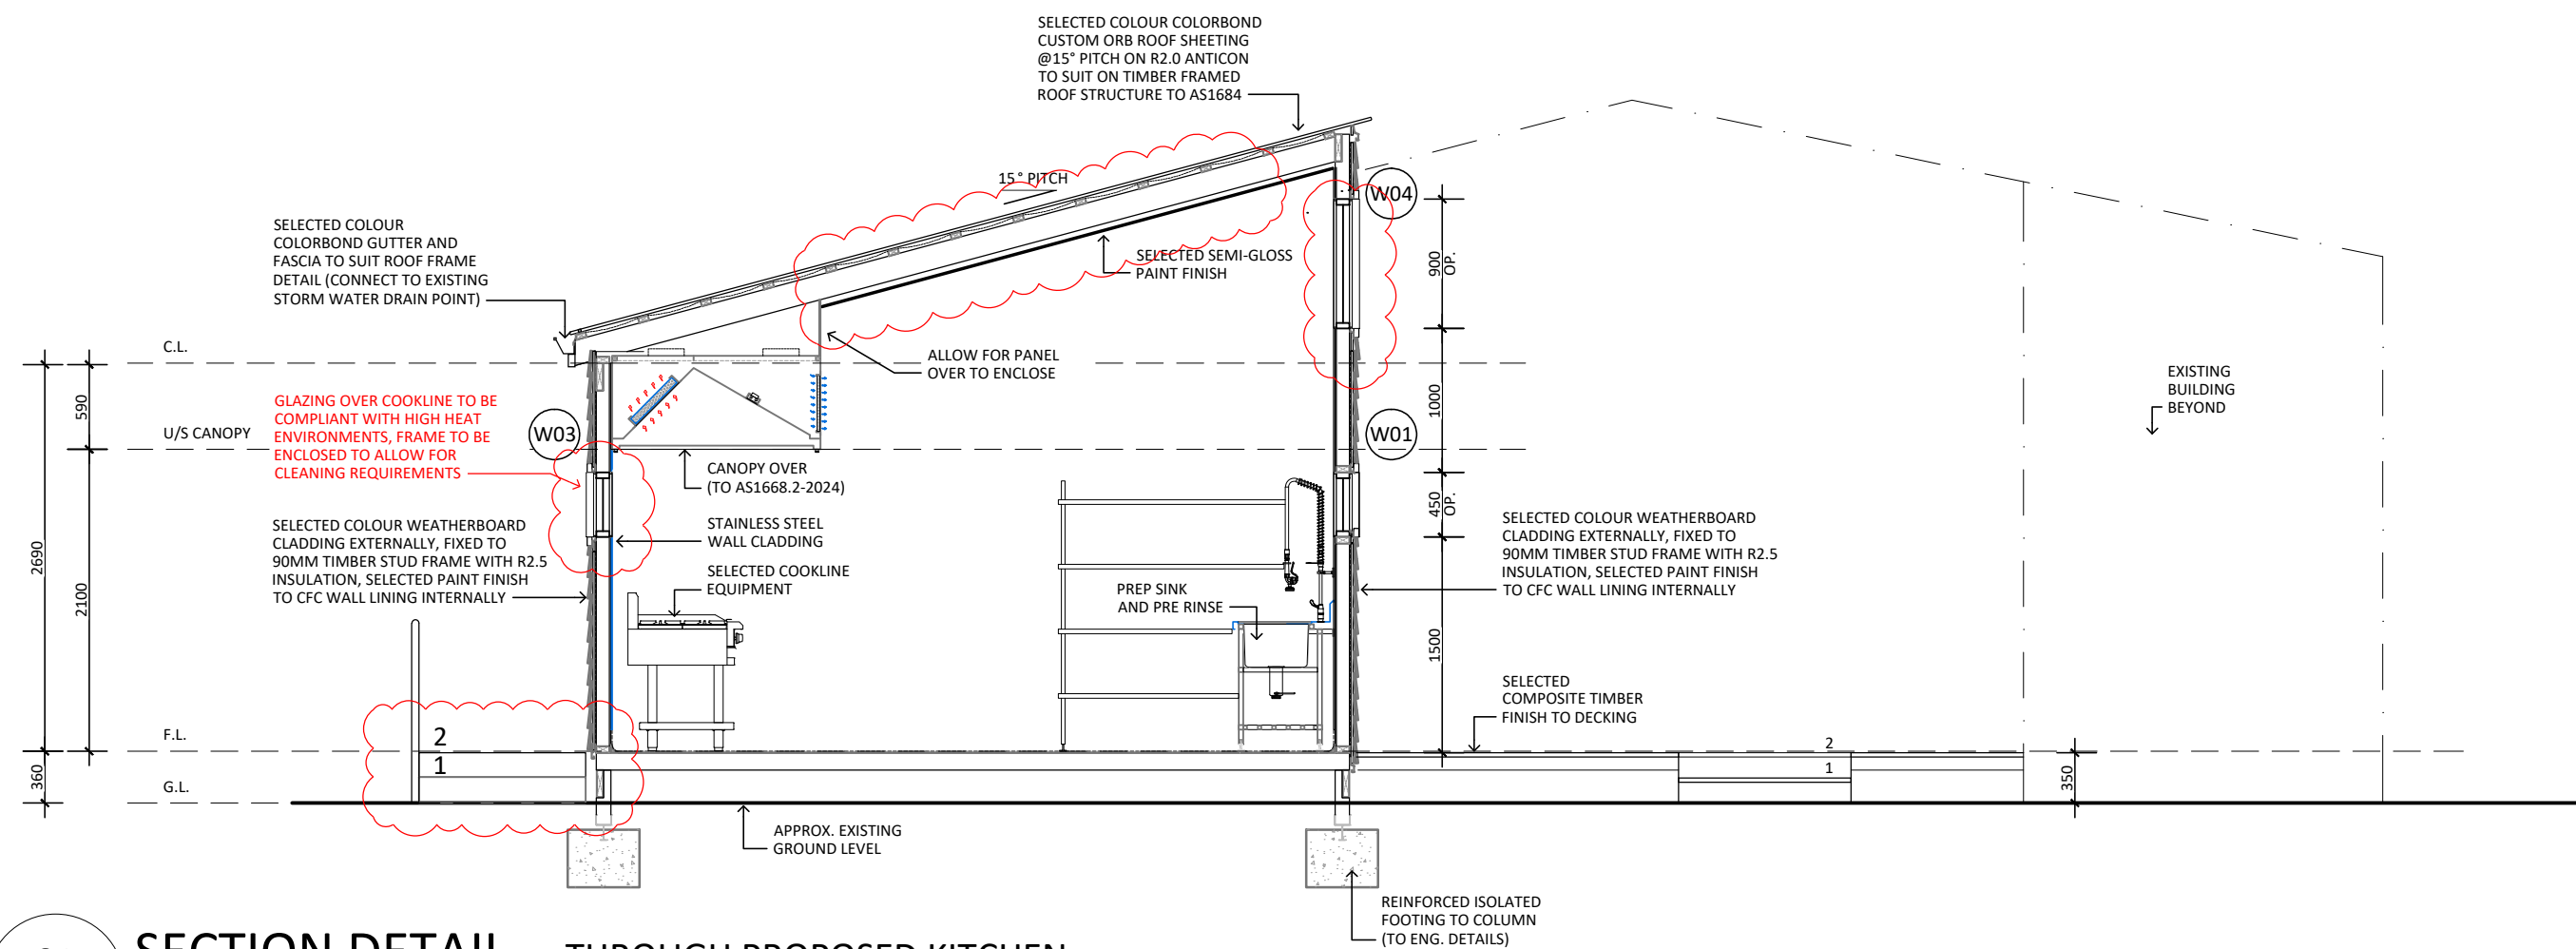 SELECTED COLOUR COLORBOND
CUSTOM ORB ROOF SHEETING
@15° PITCH ON R2.0 ANTICON
TO SUIT ON TIMBER FRAMED
ROOF STRUCTURE TO AS1684
15° PITCH
W04
SELECTED COLOUR
COLORBOND GUTTER AND
FASCIA TO SUIT ROOF FRAME
DETAIL (CONNECT TO EXISTING
STORM WATER DRAIN POINT)
SELECTED SEMI-GLOSS
PAINT FINISH
900
OP.
C.L.
ALLOW FOR PANEL
OVER TO ENCLOSE
EXISTING
BUILDING
BEYOND
590
1000
GLAZING OVER COOKLINE TO BE
COMPLIANT WITH HIGH HEAT
ENVIRONMENTS, FRAME TO BE
ENCLOSED TO ALLOW FOR
CLEANING REQUIREMENTS
U/S CANOPY
W03
W01
CANOPY OVER
(TO AS1668.2-2024)
450
OP.
SELECTED COLOUR WEATHERBOARD
CLADDING EXTERNALLY, FIXED TO
90MM TIMBER STUD FRAME WITH R2.5
INSULATION, SELECTED PAINT FINISH
TO CFC WALL LINING INTERNALLY
STAINLESS STEEL
WALL CLADDING
SELECTED COOKLINE
EQUIPMENT
PREP SINK
AND PRE RINSE
SELECTED COLOUR WEATHERBOARD
CLADDING EXTERNALLY, FIXED TO
90MM TIMBER STUD FRAME WITH R2.5
INSULATION, SELECTED PAINT FINISH
TO CFC WALL LINING INTERNALLY
2690
2100
1500
SELECTED
COMPOSITE TIMBER
FINISH TO DECKING
F.L.
2
1
2
1
360
G.L.
350
APPROX. EXISTING
GROUND LEVEL
REINFORCED ISOLATED
FOOTING TO COLUMN
(TO ENG. DETAILS)
SECTION DETAIL
THROUGH PROPOSED KITCHEN